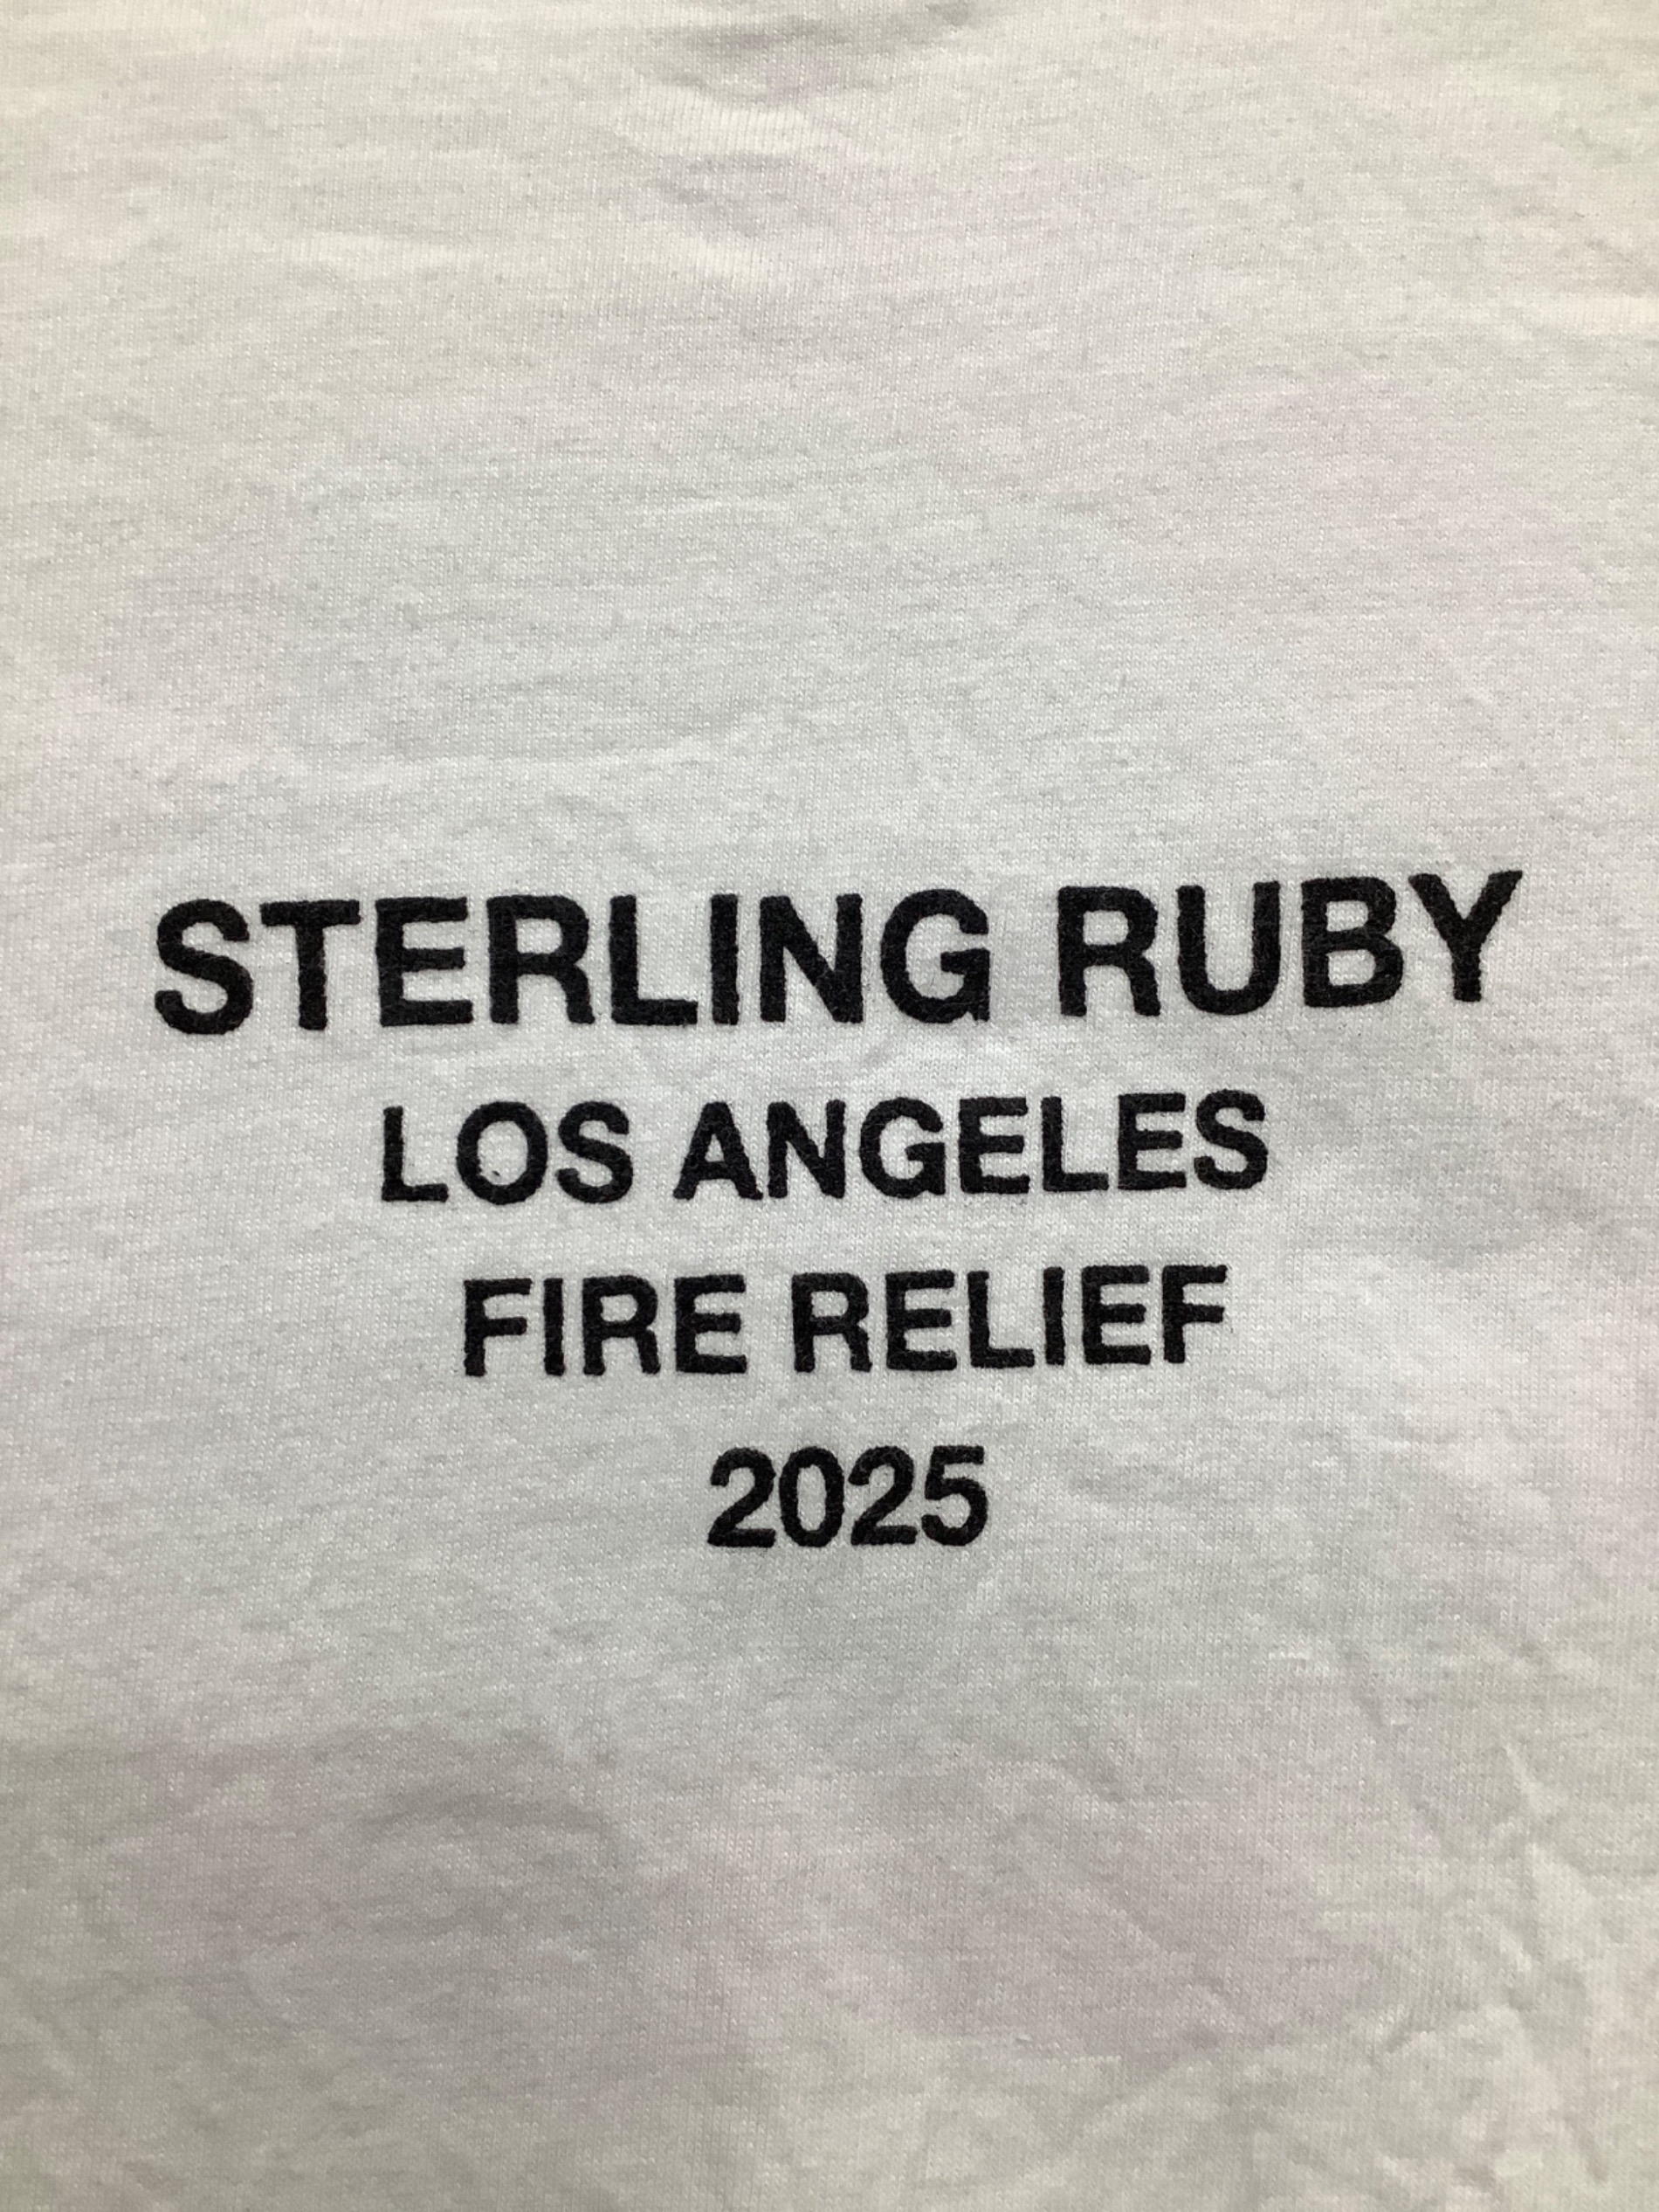 STERLING RUBY
LOS ANGELES
FIRE RELIEF
2025